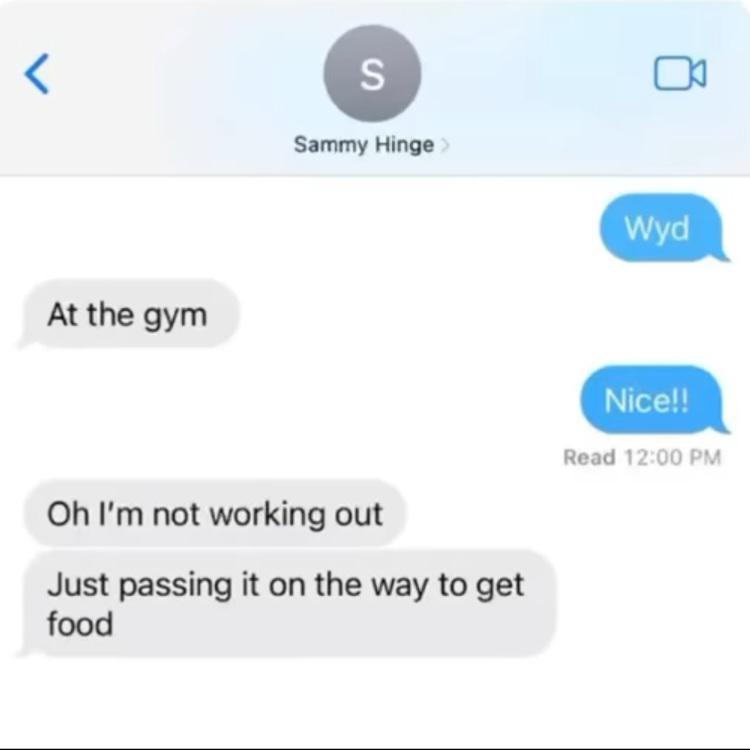 S
Sammy Hinge
Wyd
At the gym
Nice!!
Read 12:00 PM
Oh I'm not working out
Just passing it on the way to get
food